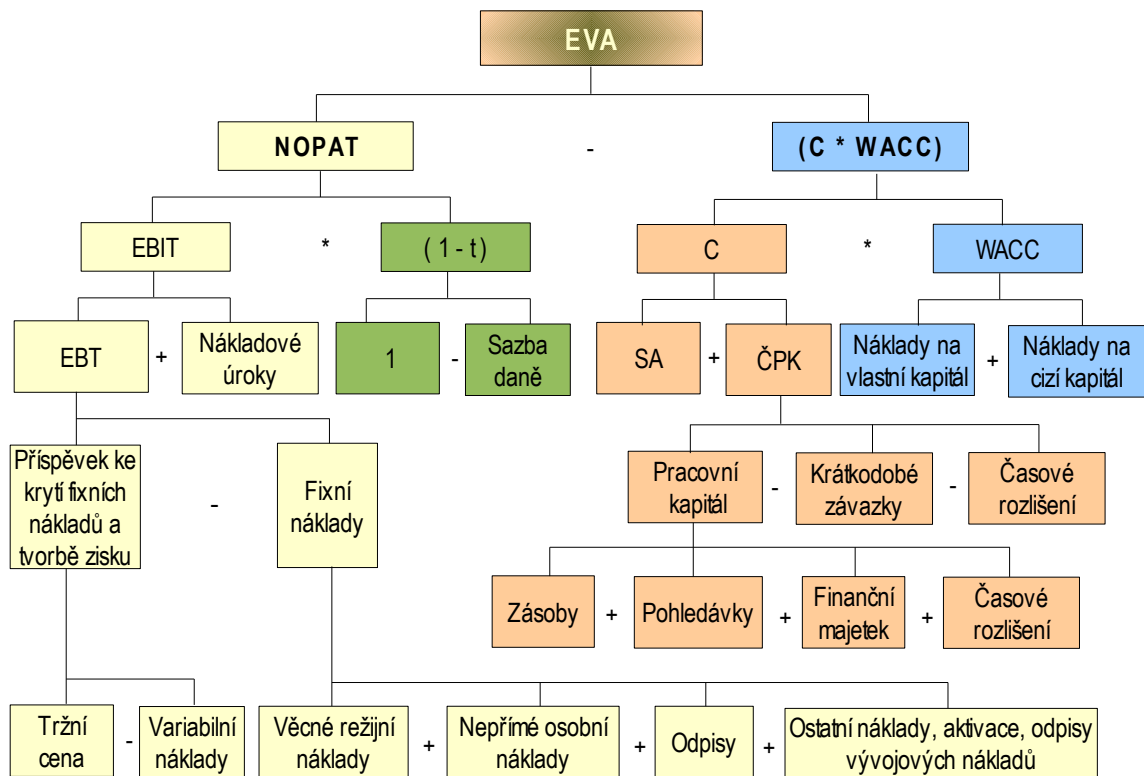 EVA
NOPAT - (C * WACC)
EBIT * ( 1 - t ) C * WACC
EBT + Nákladové
úroky
1 - Sazba
daně
SA + ČPK
Náklady na
vlastní kapitál
+
Náklady na
cizí kapitál
Příspěvek ke
krytí fixních
nákladů a
tvorbě zisku
-
Fixní
náklady
Pracovní
kapitál
-
Krátkodobé
závazky
-
Časové
rozlišení
Zásoby + Pohledávky +
Finanční
majetek
+
Časové
rozlišení
Tržní
cena
-
Variabilní
náklady
Věcné režijní
náklady
+
Nepřímé osobní
náklady
+
Odpisy
+
Ostatní náklady, aktivace, odpisy
vývojových nákladů